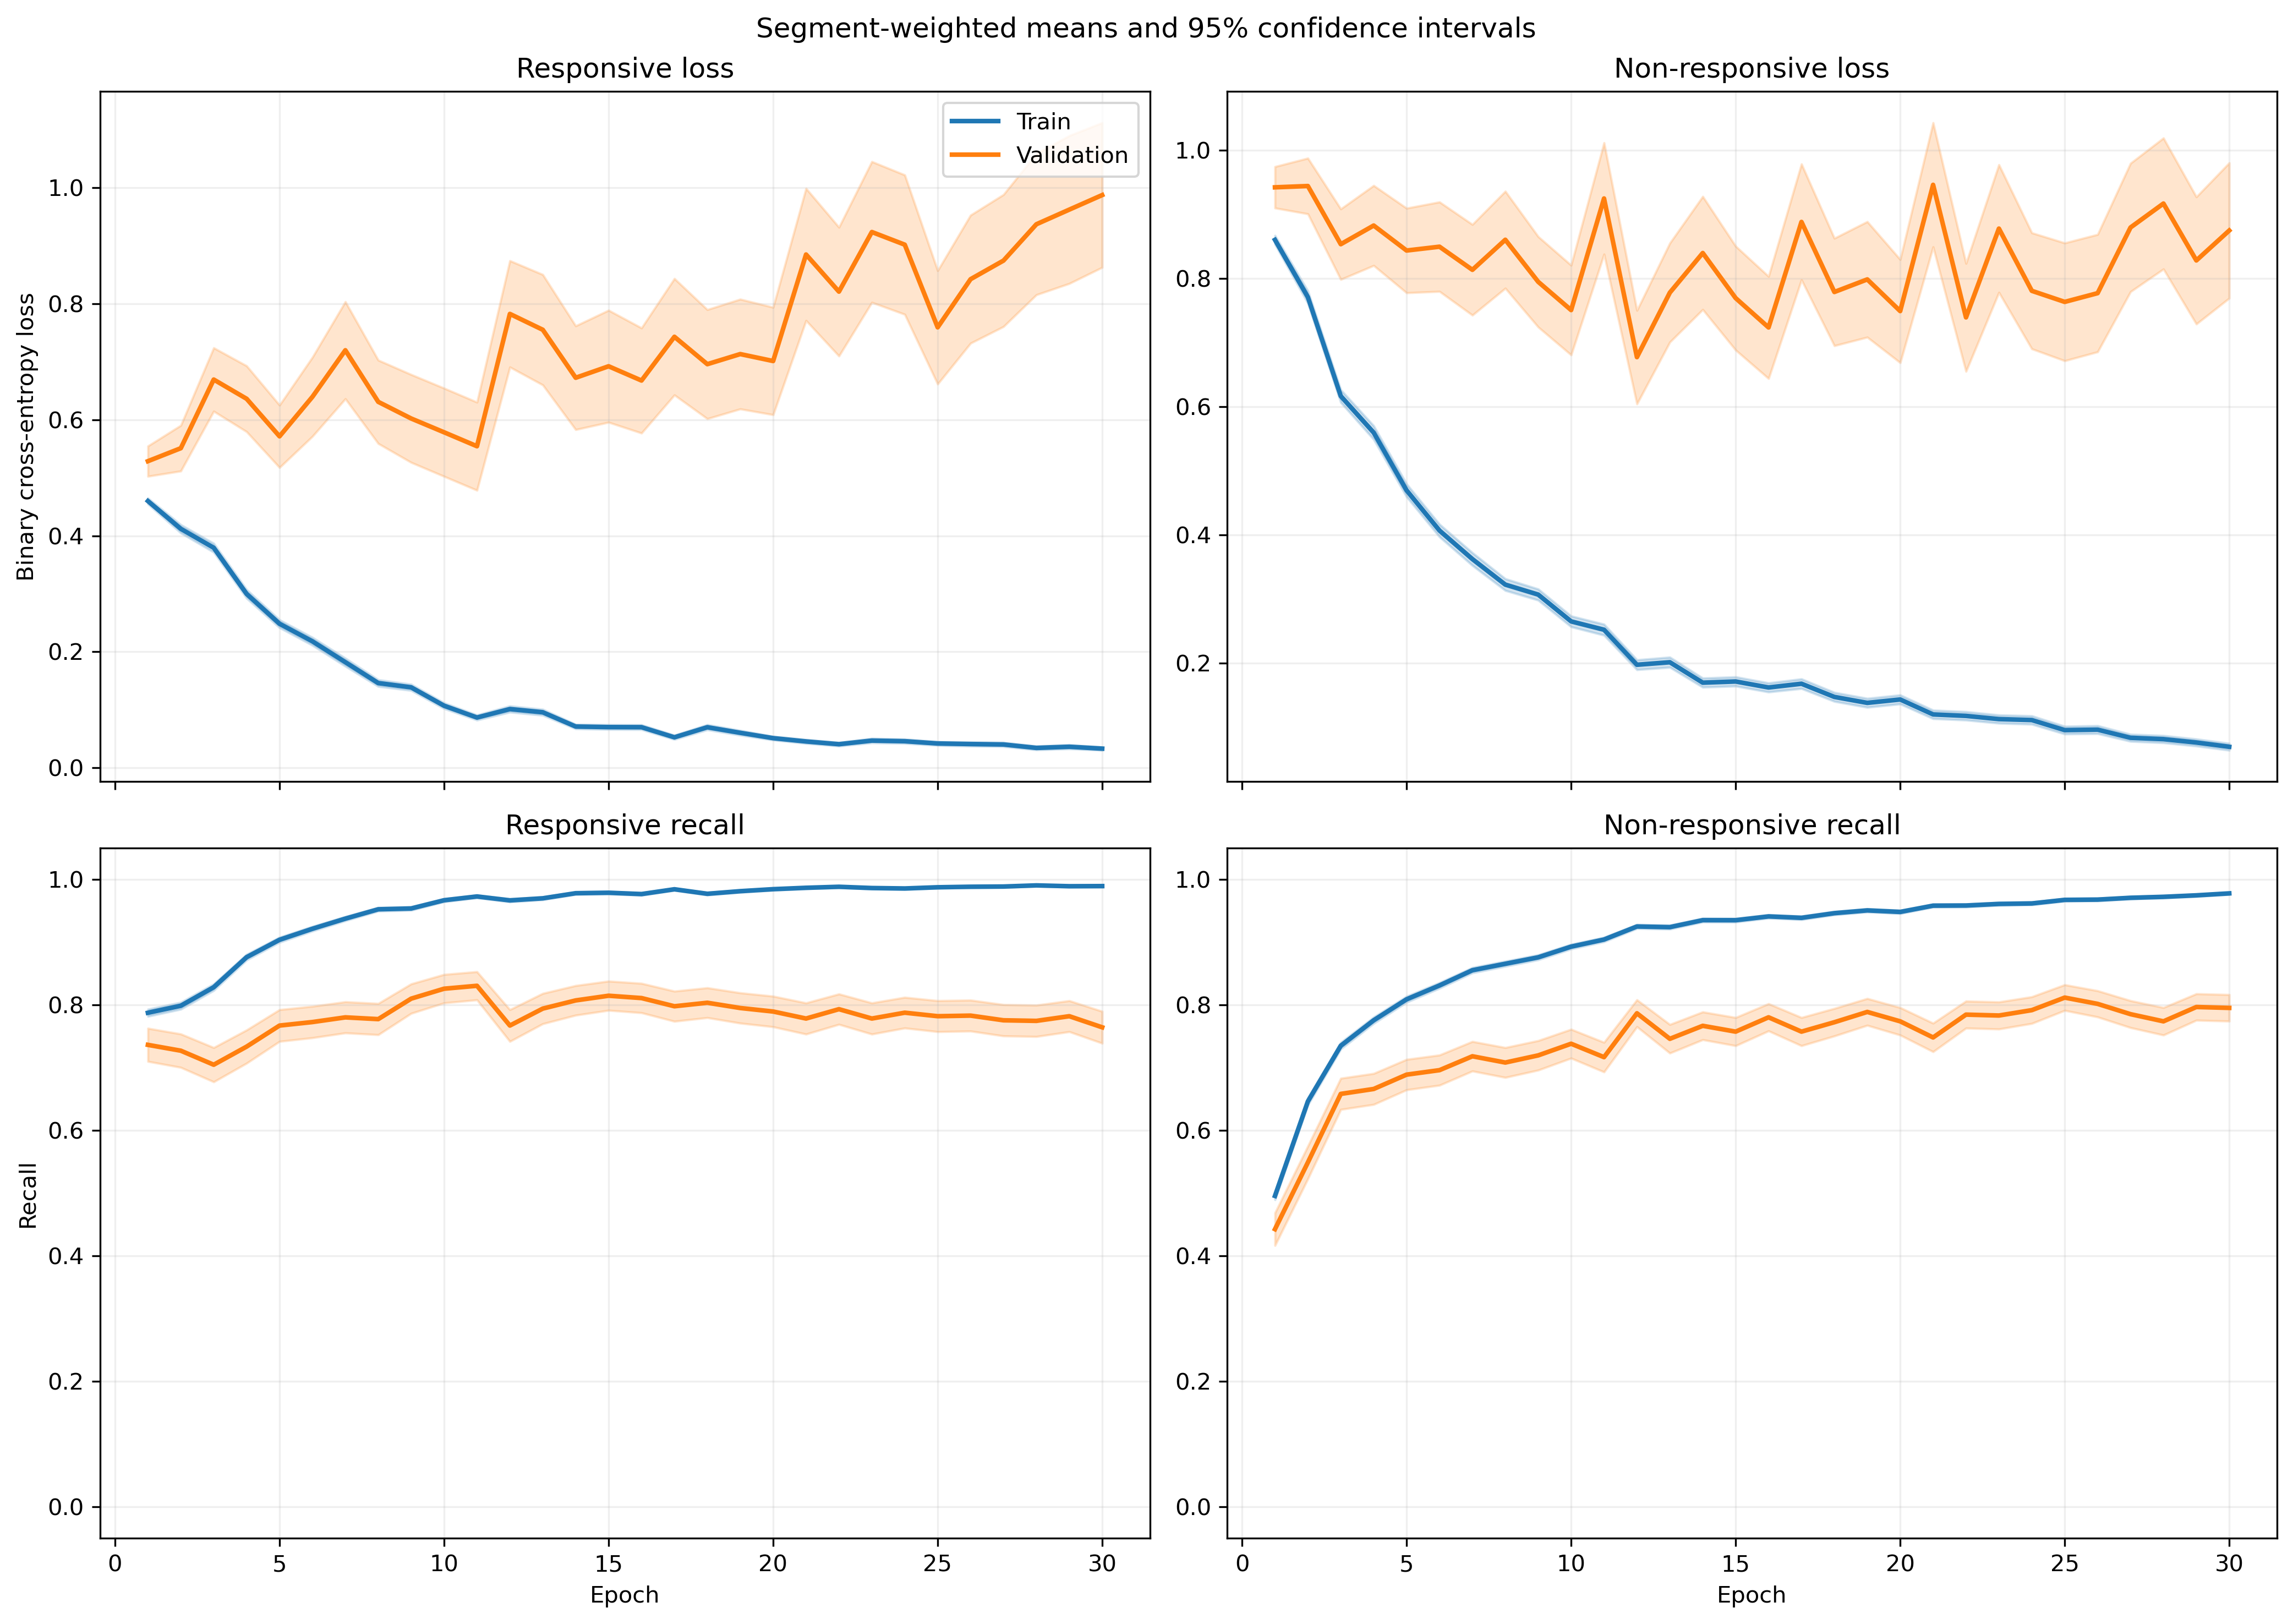 Segment-weighted means and 95% confidence intervals
Responsive loss
Non-responsive loss
Train
Validation
Binary cross-entropy loss
1.0
0.8
0.6
0.4
0.2
0.0
1.0
0.8
0.6
0.4
0.2
Responsive recall
Non-responsive recall
Recall
1.0
0.8
0.6
0.4
0.2
0.0
0 5 10 15 20 25 30
Epoch
1.0
0.8
0.6
0.4
0.2
0.0
0 5 10 15 20 25 30
Epoch